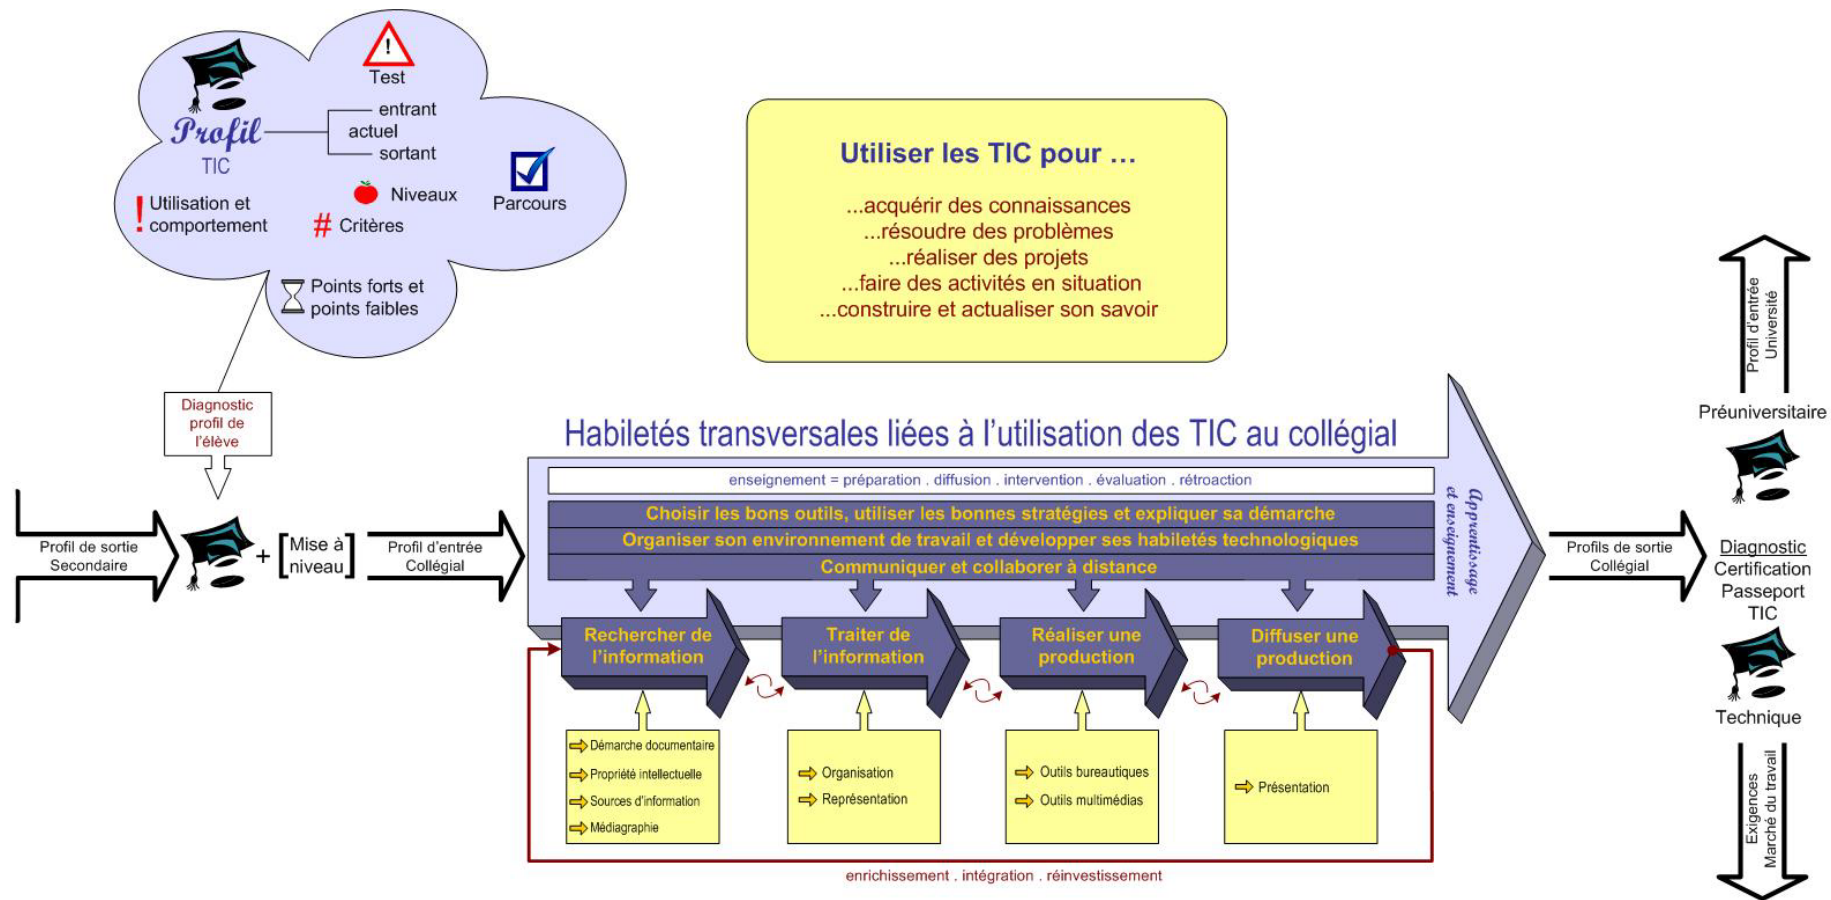 Test
entrant
actuel
sortant
Profil
TIC
Niveaux
Critères
Utilisation et
comportement
Parcours
Points forts et
points faibles
Diagnostic
profil de
l'élève
Utiliser les TIC pour ...
...acquérir des connaissances
...résoudre des problèmes
...réaliser des projets
...faire des activités en situation
...construire et actualiser son savoir
Profil de sortie
Secondaire
+
[Mise à
niveau]
Profil d'entrée
Collégial
Habiletés transversales liées à l'utilisation des TIC au collégial
enseignement = préparation . diffusion . intervention . évaluation . rétroaction
Choisir les bons outils, utiliser les bonnes stratégies et expliquer sa démarche
Organiser son environnement de travail et développer ses habiletés technologiques
Communiquer et collaborer à distance
Apprentissage
et enseignement
Rechercher de
l'information
Traiter de
l'information
Réaliser une
production
Diffuser une
production
Démarche documentaire
Propriété intellectuelle
Sources d'information
Médiagraphie
Organisation
Représentation
Outils bureautiques
Outils multimédias
Présentation
enrichissement . intégration . réinvestissement
Profils de sortie
Collégial
Profil d'entrée
Université
Préuniversitaire
Diagnostic
Certification
Passeport
TIC
Technique
Exigences
Marché du travail